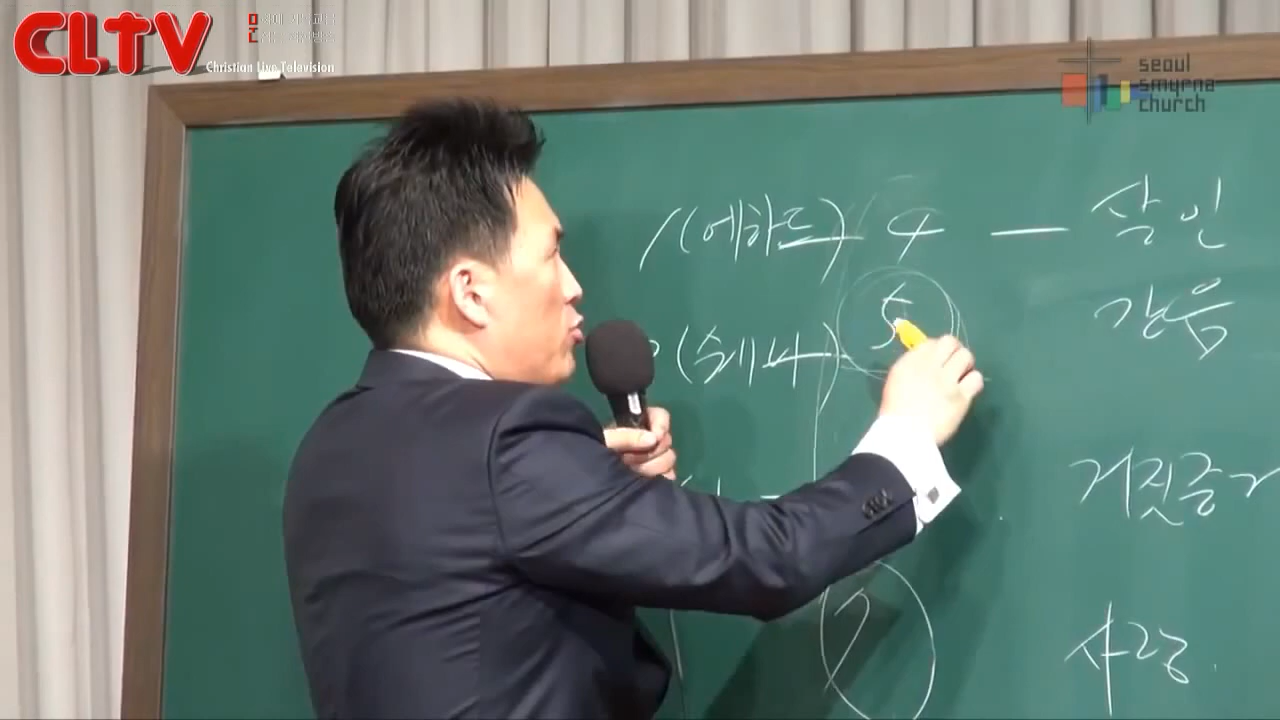 CLTV
Christian Live Television
seoul
smyrna
church
1 (에하드) 4 — 살인
(쉐나) 5 간음
거짓증거
7 사랑